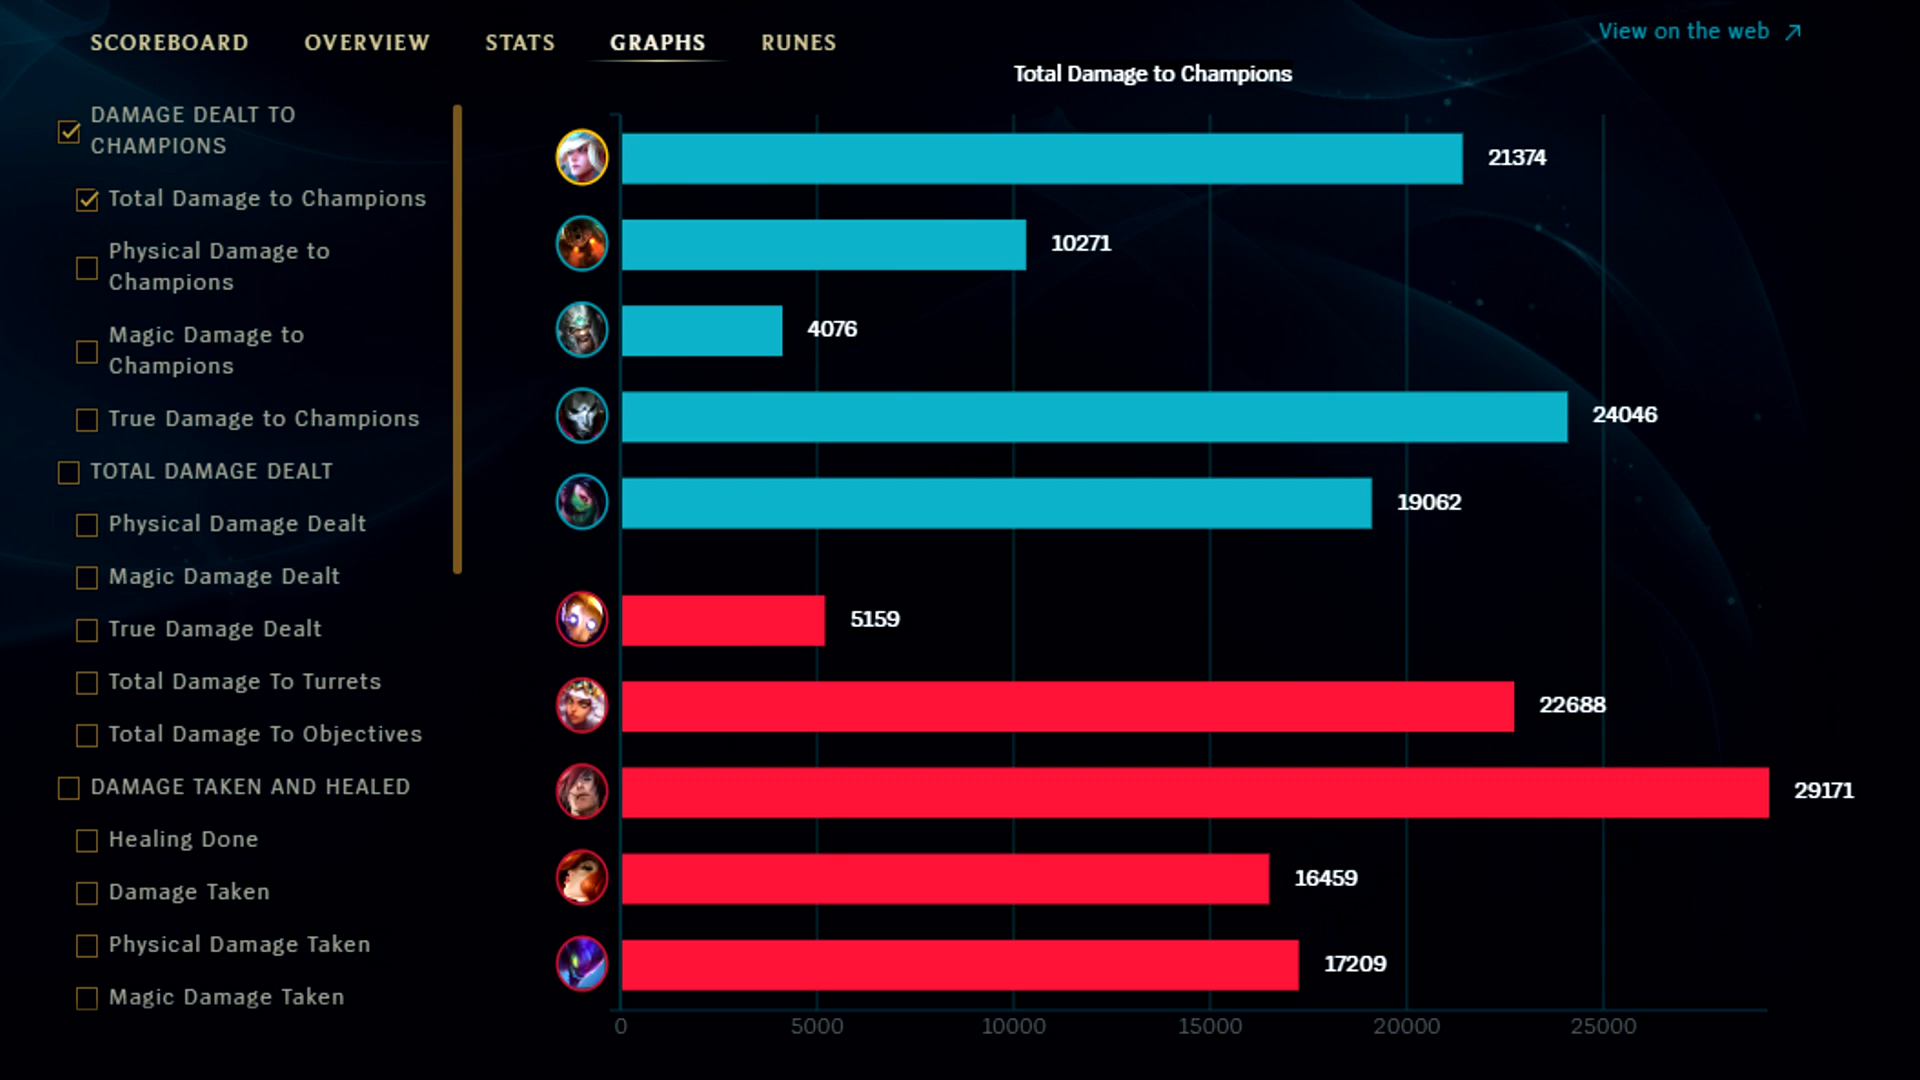 SCOREBOARD OVERVIEW STATS GRAPHS RUNES
View on the web
Total Damage to Champions
DAMAGE DEALT TO
CHAMPIONS
Total Damage to Champions
Physical Damage to
Champions
Magic Damage to
Champions
True Damage to Champions
TOTAL DAMAGE DEALT
Physical Damage Dealt
Magic Damage Dealt
True Damage Dealt
Total Damage To Turrets
Total Damage To Objectives
DAMAGE TAKEN AND HEALED
Healing Done
Damage Taken
Physical Damage Taken
Magic Damage Taken
21374
10271
4076
24046
19062
5159
22688
29171
16459
17209
0 5000 10000 15000 20000 25000